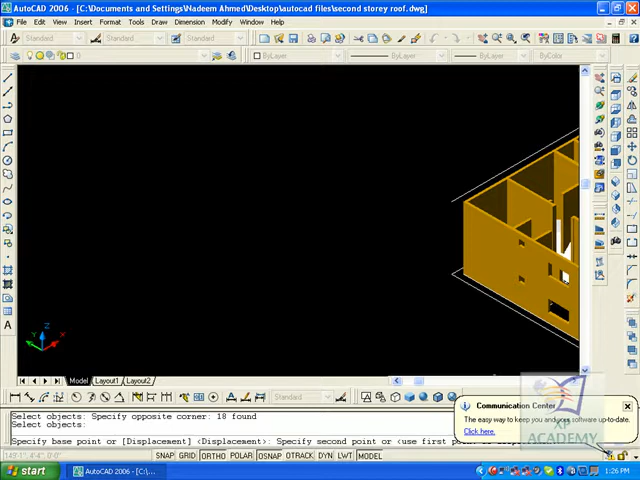 AutoCAD 2006 - [C:\Documents and Settings\Nadeem Ahmed\Desktop\autocad files\second storey roof.dwg]
File Edit View Insert Format Tools Draw Dimension Modify Window Help
Standard Standard Standard
0 ByLayer ByLayer ByLayer ByColor
Z
Y X
Model Layout1 Layout2
Standard
Select objects: Specify opposite corner: 18 found
Select objects:
Specify base point or [Displacement] <Displacement>: Specify second point or <use first point
Communication Center
The easy way to keep you and your software up-to-date.
Click here.
XP
ACADEMY
SNAP GRID ORTHO POLAR OSNAP DYN LWT MODEL
start AutoCAD 2006 - [C:... 1:26 PM